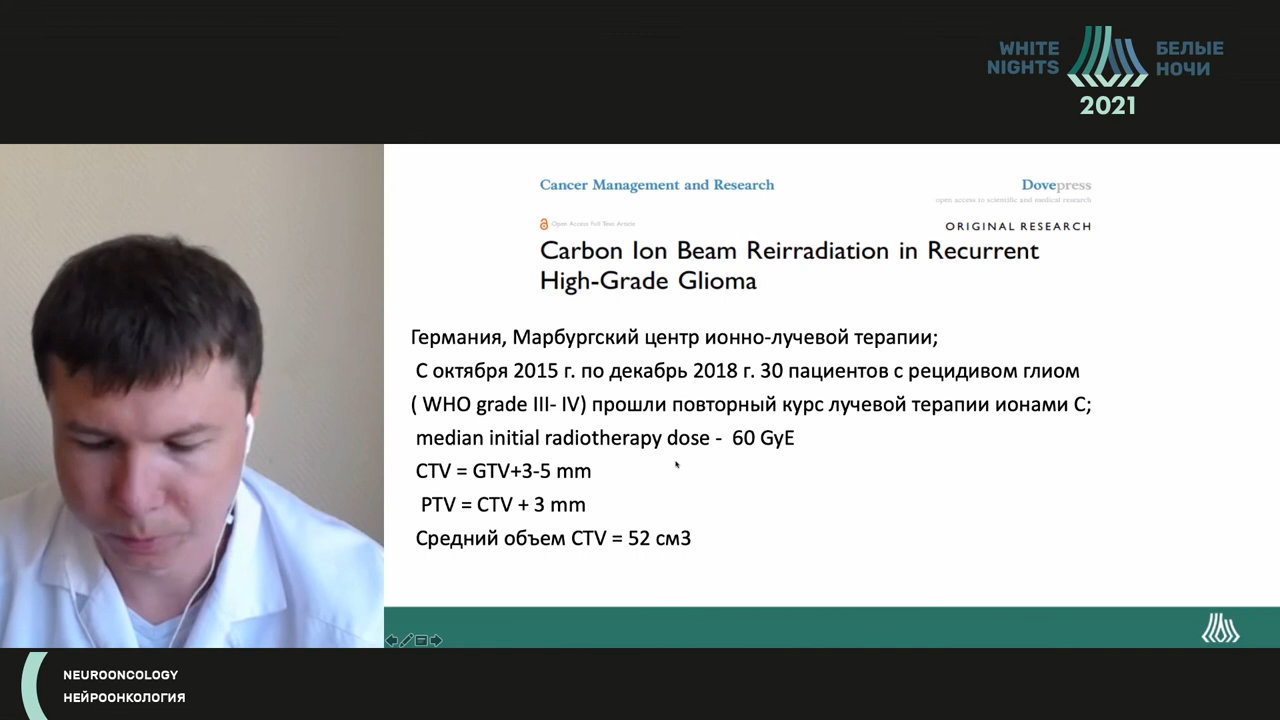 WHITE NIGHTS
БЕЛЫЕ НОЧИ
2021
Cancer Management and Research
Dovepress
open access to scientific and medical research
Open Access Full Text Article
ORIGINAL RESEARCH
Carbon Ion Beam Reirradiation in Recurrent
High-Grade Glioma
Германия, Марбургский центр ионно-лучевой терапии;
С октября 2015 г. по декабрь 2018 г. 30 пациентов с рецидивом глиом
( WHO grade III- IV) прошли повторный курс лучевой терапии ионами С;
median initial radiotherapy dose - 60 GyE
CTV = GTV+3-5 mm
PTV = CTV + 3 mm
Средний объем CTV = 52 см3
NEUROONCOLOGY
НЕЙРООНКОЛОГИЯ